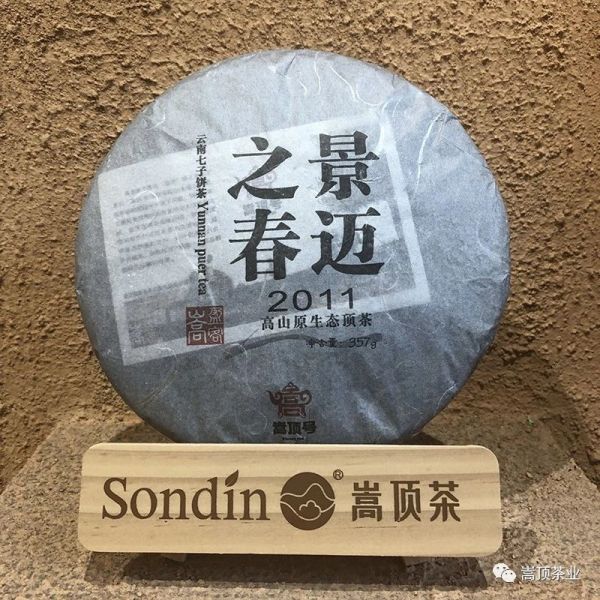 景迈
之春
云南七子饼茶 Yunnan puer tea
2011
高山原生态顶茶
净含量：357g
嵩顶号
Sondin ® 嵩顶茶
嵩顶茶业